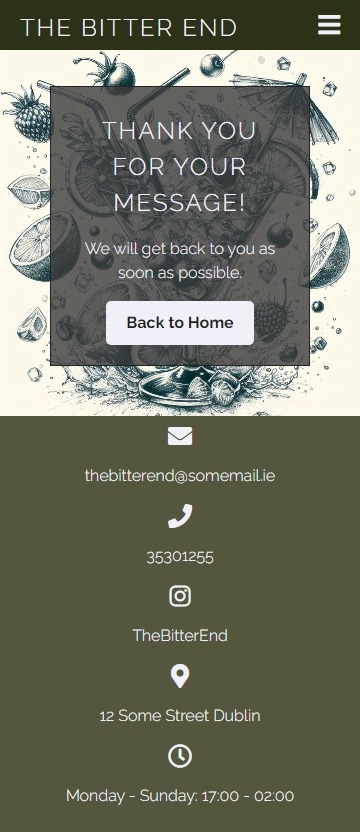 THE BITTER END
THANK YOU
FOR YOUR
MESSAGE!
We will get back to you as
soon as possible.
Back to Home
thebitterend@somemail.ie
35301255
TheBitterEnd
12 Some Street Dublin
Monday - Sunday: 17:00 - 02:00